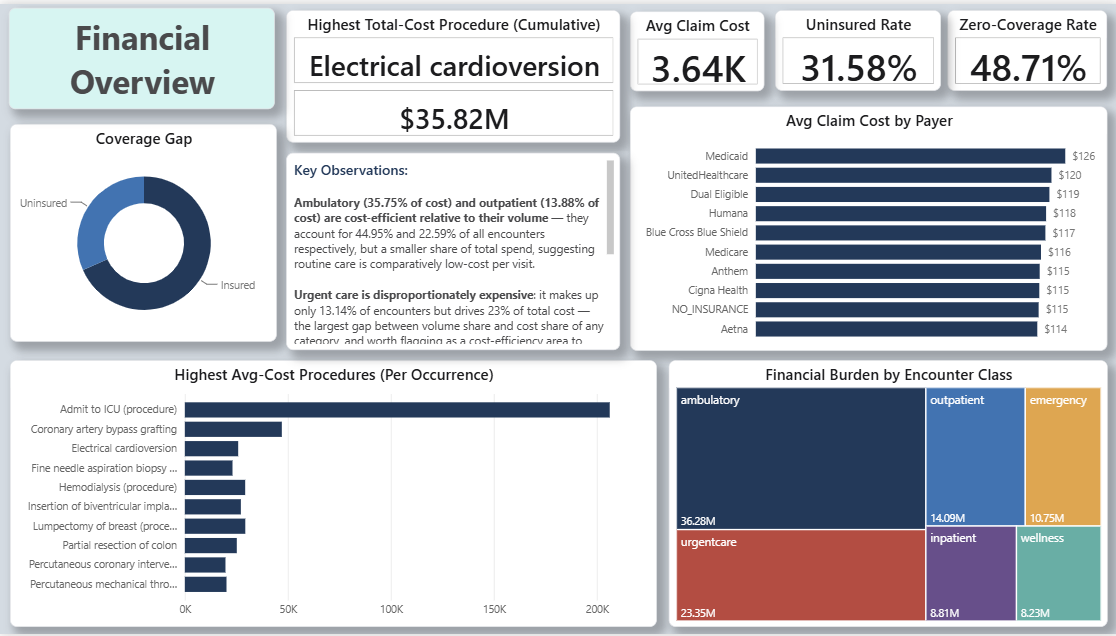 Financial
Overview
Highest Total-Cost Procedure (Cumulative)
Electrical cardioversion
$35.82M
Avg Claim Cost
3.64K
Uninsured Rate
31.58%
Zero-Coverage Rate
48.71%
Coverage Gap
Uninsured
Insured
Key Observations:
Ambulatory (35.75% of cost) and outpatient (13.88% of
cost) are cost-efficient relative to their volume — they
account for 44.95% and 22.59% of all encounters
respectively, but a smaller share of total spend, suggesting
routine care is comparatively low-cost per visit.
Urgent care is disproportionately expensive: it makes up
only 13.14% of encounters but drives 23% of total cost —
the largest gap between volume share and cost share of any
category, and worth flagging as a cost-efficiency area to
Avg Claim Cost by Payer
Medicaid $126
UnitedHealthcare $120
Dual Eligible $119
Humana $118
Blue Cross Blue Shield $117
Medicare $116
Anthem $115
Cigna Health $115
NO_INSURANCE $115
Aetna $114
Highest Avg-Cost Procedures (Per Occurrence)
Admit to ICU (procedure)
Coronary artery bypass grafting
Electrical cardioversion
Fine needle aspiration biopsy ...
Hemodialysis (procedure)
Insertion of biventricular impla...
Lumpectomy of breast (proce...
Partial resection of colon
Percutaneous coronary interve...
Percutaneous mechanical thro...
0K 50K 100K 150K 200K
Financial Burden by Encounter Class
ambulatory
36.28M
urgentcare
23.35M
outpatient
14.09M
emergency
10.75M
inpatient
8.81M
wellness
8.23M